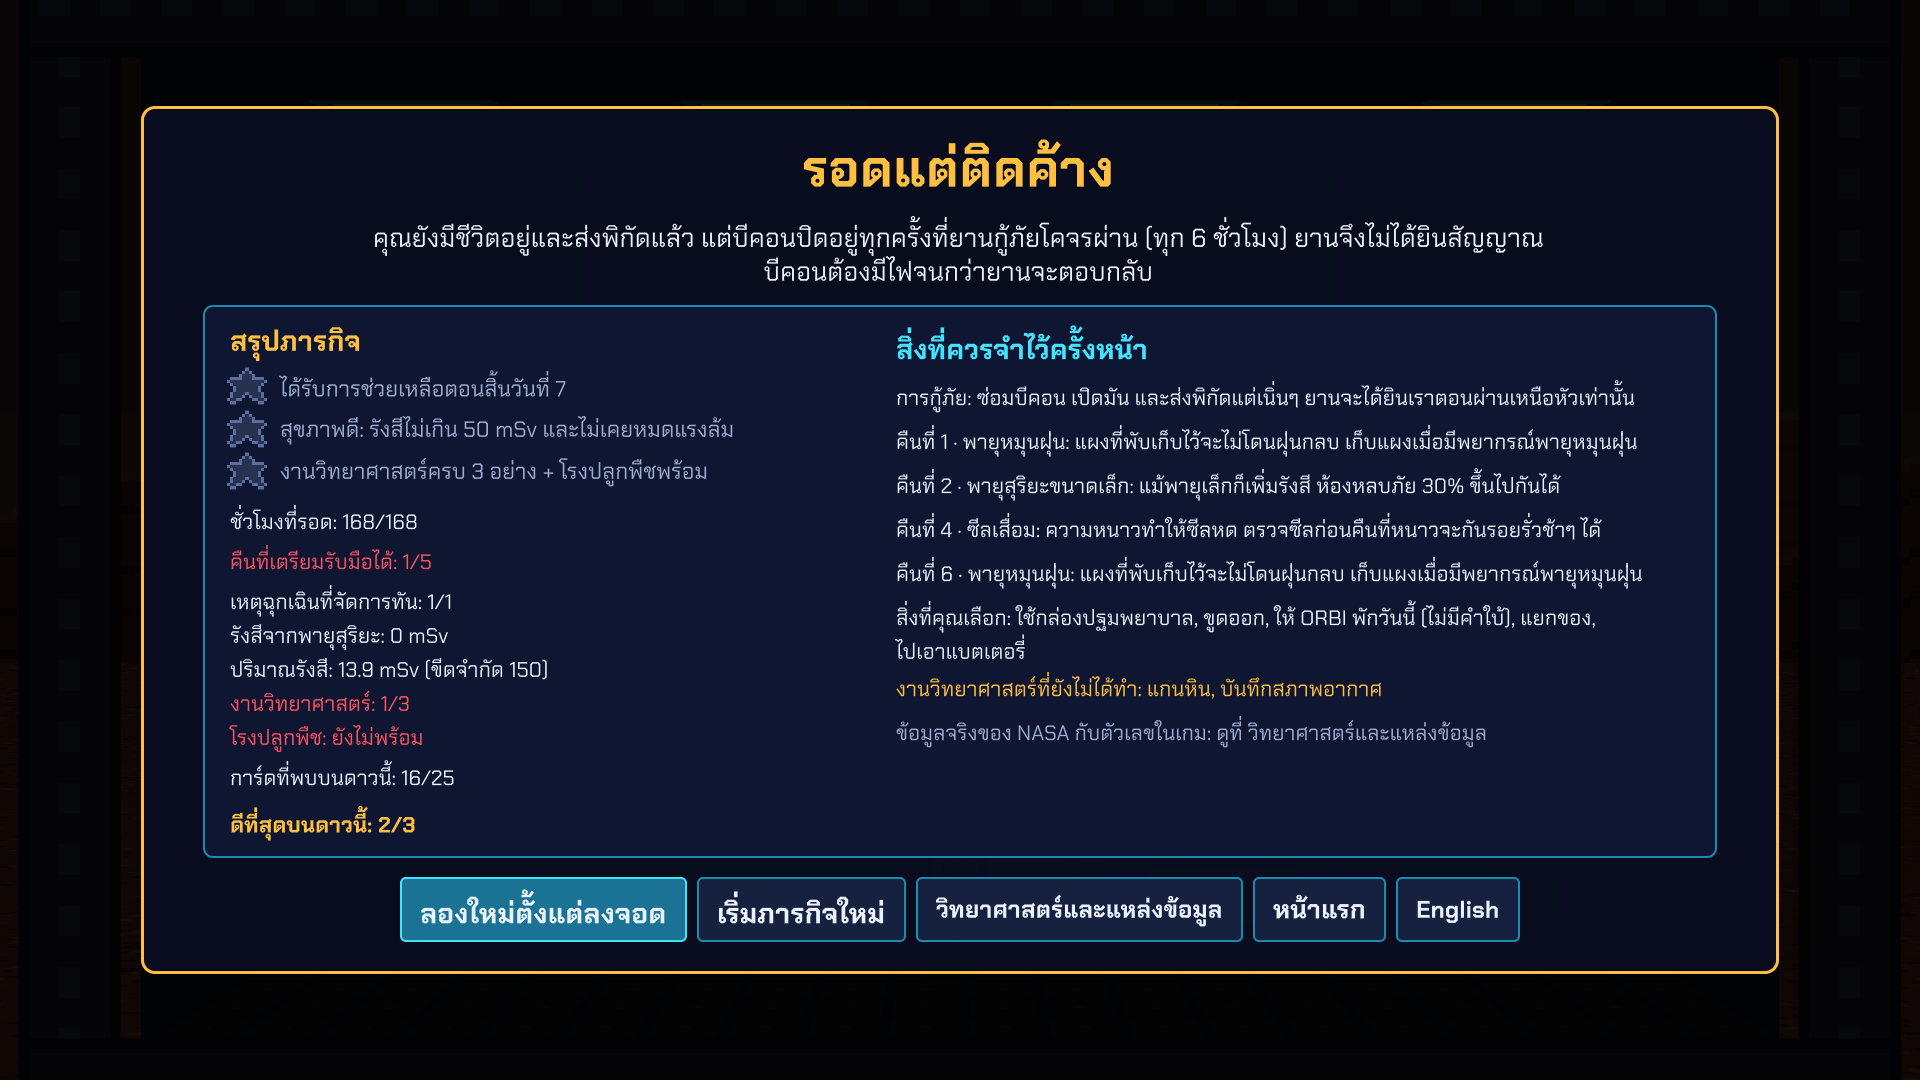 รอดแต่ติดค้าง
คุณยังมีชีวิตอยู่และส่งพิกัดแล้ว แต่บีคอนปิดอยู่ทุกครั้งที่ยานกู้ภัยโคจรผ่าน (ทุก 6 ชั่วโมง) ยานจึงไม่ได้ยินสัญญาณ
บีคอนต้องมีไฟจนกว่ายานจะตอบกลับ
สรุปภารกิจ
ได้รับการช่วยเหลือตอนสิ้นวันที่ 7
สุขภาพดี: รังสีไม่เกิน 50 mSv และไม่เคยหมดแรงล้ม
งานวิทยาศาสตร์ครบ 3 อย่าง + โรงปลูกพืชพร้อม
ชั่วโมงที่รอด: 168/168
คืนที่เตรียมรับมือได้: 1/5
เหตุฉุกเฉินที่จัดการทัน: 1/1
รังสีจากพายุสุริยะ: 0 mSv
ปริมาณรังสี: 13.9 mSv (ขีดจำกัด 150)
งานวิทยาศาสตร์: 1/3
โรงปลูกพืช: ยังไม่พร้อม
การ์ดที่พบบนดาวนี้: 16/25
ดีที่สุดบนดาวนี้: 2/3
สิ่งที่ควรจำไว้ครั้งหน้า
การกู้ภัย: ซ่อมบีคอน เปิดมัน และส่งพิกัดแต่เนิ่นๆ ยานจะได้ยินเราตอนผ่านเหนือหัวเท่านั้น
คืนที่ 1 · พายุหมุนฝุ่น: แผงที่พับเก็บไว้จะไม่โดนฝุ่นกลบ เก็บแผงเมื่อมีพยากรณ์พายุหมุนฝุ่น
คืนที่ 2 · พายุสุริยะขนาดเล็ก: แม้พายุเล็กก็เพิ่มรังสี ห้องหลบภัย 30% ขึ้นไปกันได้
คืนที่ 4 · ซีลเสื่อม: ความหนาวทำให้ซีลหด ตรวจซีลก่อนคืนที่หนาวจะกันรอยรั่วช้าๆ ได้
คืนที่ 6 · พายุหมุนฝุ่น: แผงที่พับเก็บไว้จะไม่โดนฝุ่นกลบ เก็บแผงเมื่อมีพยากรณ์พายุหมุนฝุ่น
สิ่งที่คุณเลือก: ใช้กล่องปฐมพยาบาล, ขูดออก, ให้ ORBI พักวันนี้ (ไม่มีคำใบ้), แยกของ,
ไปเอาแบตเตอรี่
งานวิทยาศาสตร์ที่ยังไม่ได้ทำ: แกนหิน, บันทึกสภาพอากาศ
ข้อมูลจริงของ NASA กับตัวเลขในเกม: ดูที่ วิทยาศาสตร์และแหล่งข้อมูล
ลองใหม่ตั้งแต่ลงจอด
เริ่มภารกิจใหม่
วิทยาศาสตร์และแหล่งข้อมูล
หน้าแรก
English